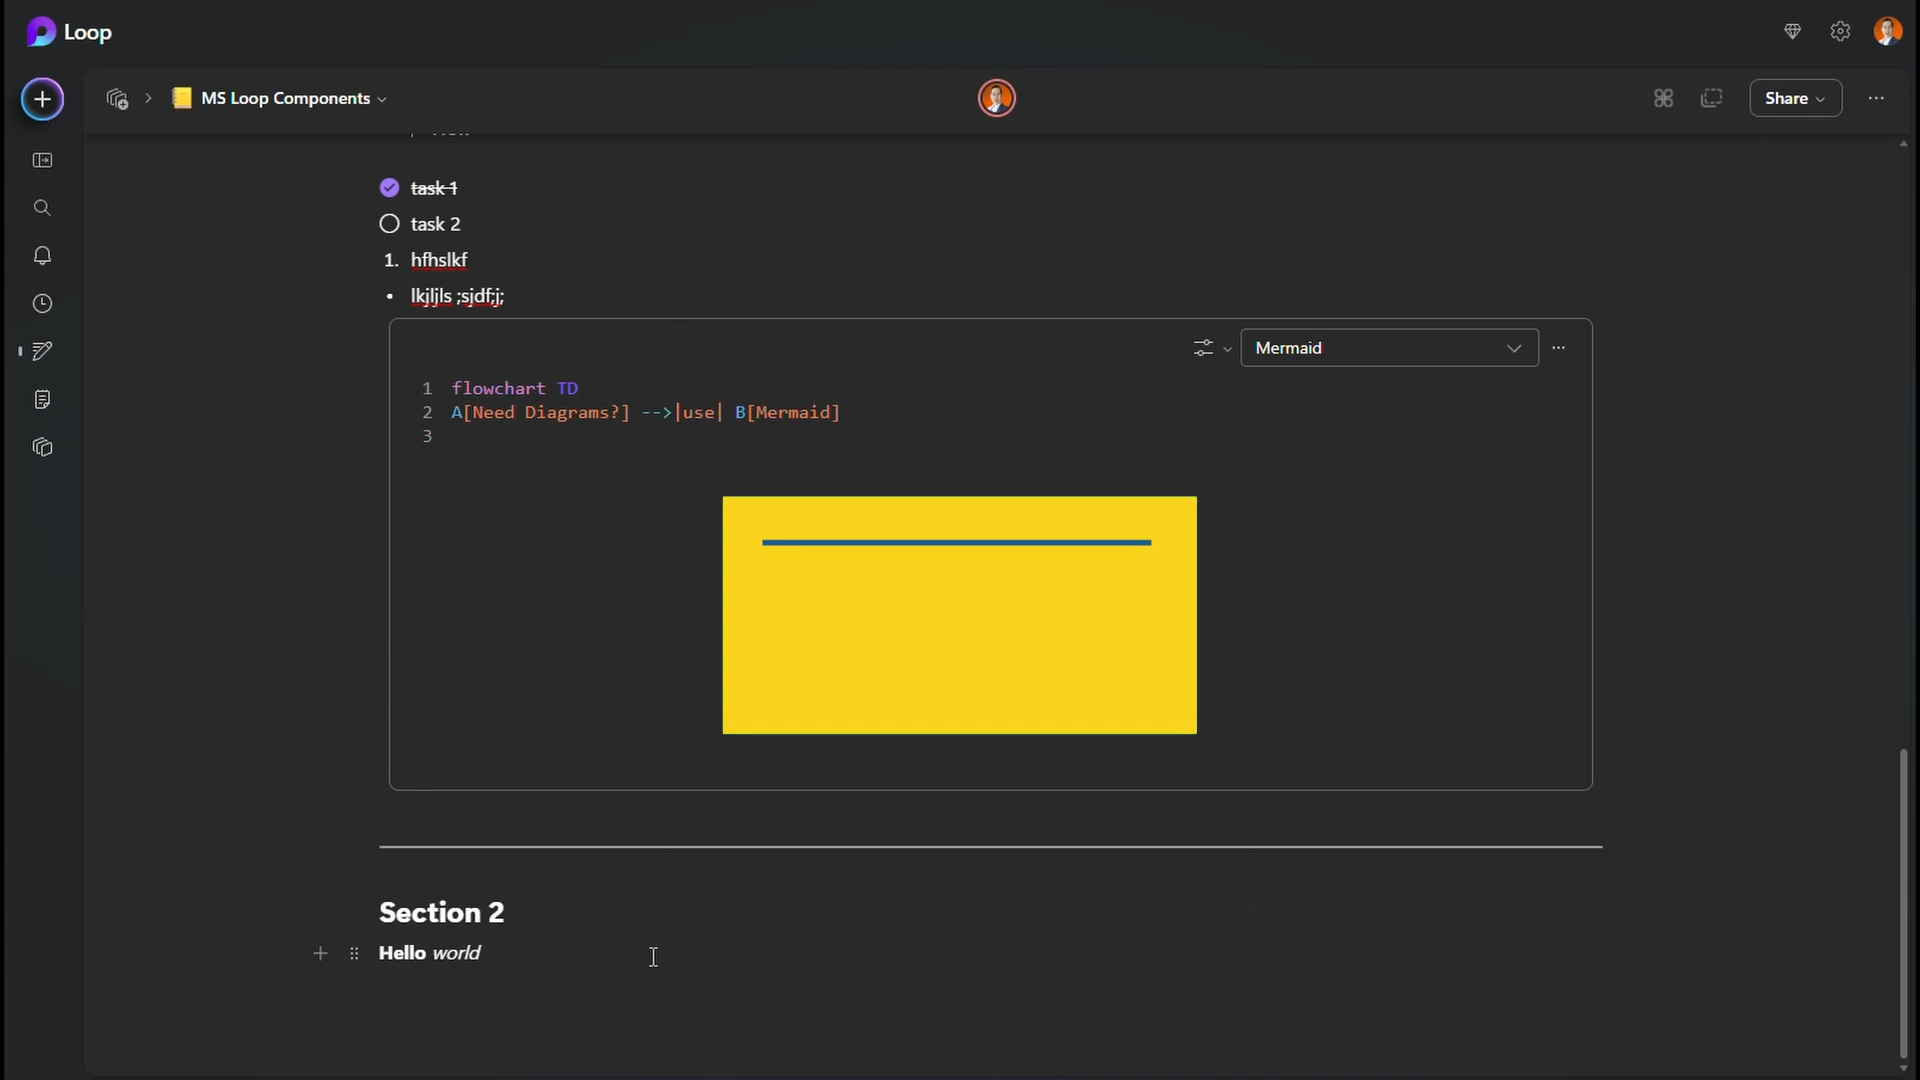 Loop
MS Loop Components
Share
task 1
task 2
1. hfhslkf
• lkjljls ;sjdf;j;
Mermaid
1 flowchart TD
2 A[Need Diagrams?] -->|use| B[Mermaid]
3
Section 2
Hello world